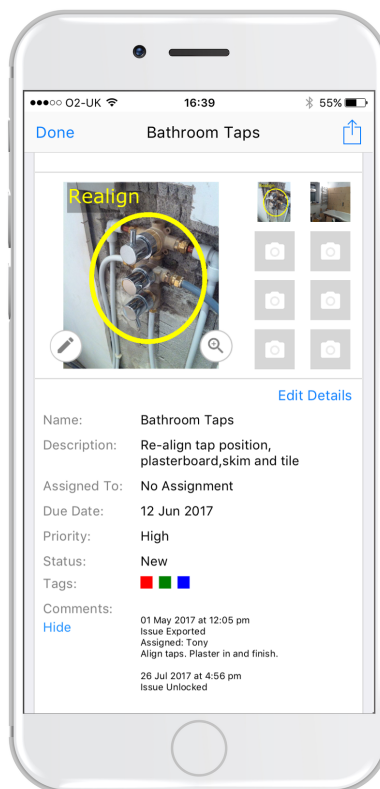 ●●●○○ O2-UK 16:39 55%
Done Bathroom Taps
Realign
Realign
Edit Details
Name: Bathroom Taps
Description: Re-align tap position,
plasterboard,skim and tile
Assigned To: No Assignment
Due Date: 12 Jun 2017
Priority: High
Status: New
Tags:
Comments:
Hide
01 May 2017 at 12:05 pm
Issue Exported
Assigned: Tony
Align taps. Plaster in and finish.
26 Jul 2017 at 4:56 pm
Issue Unlocked